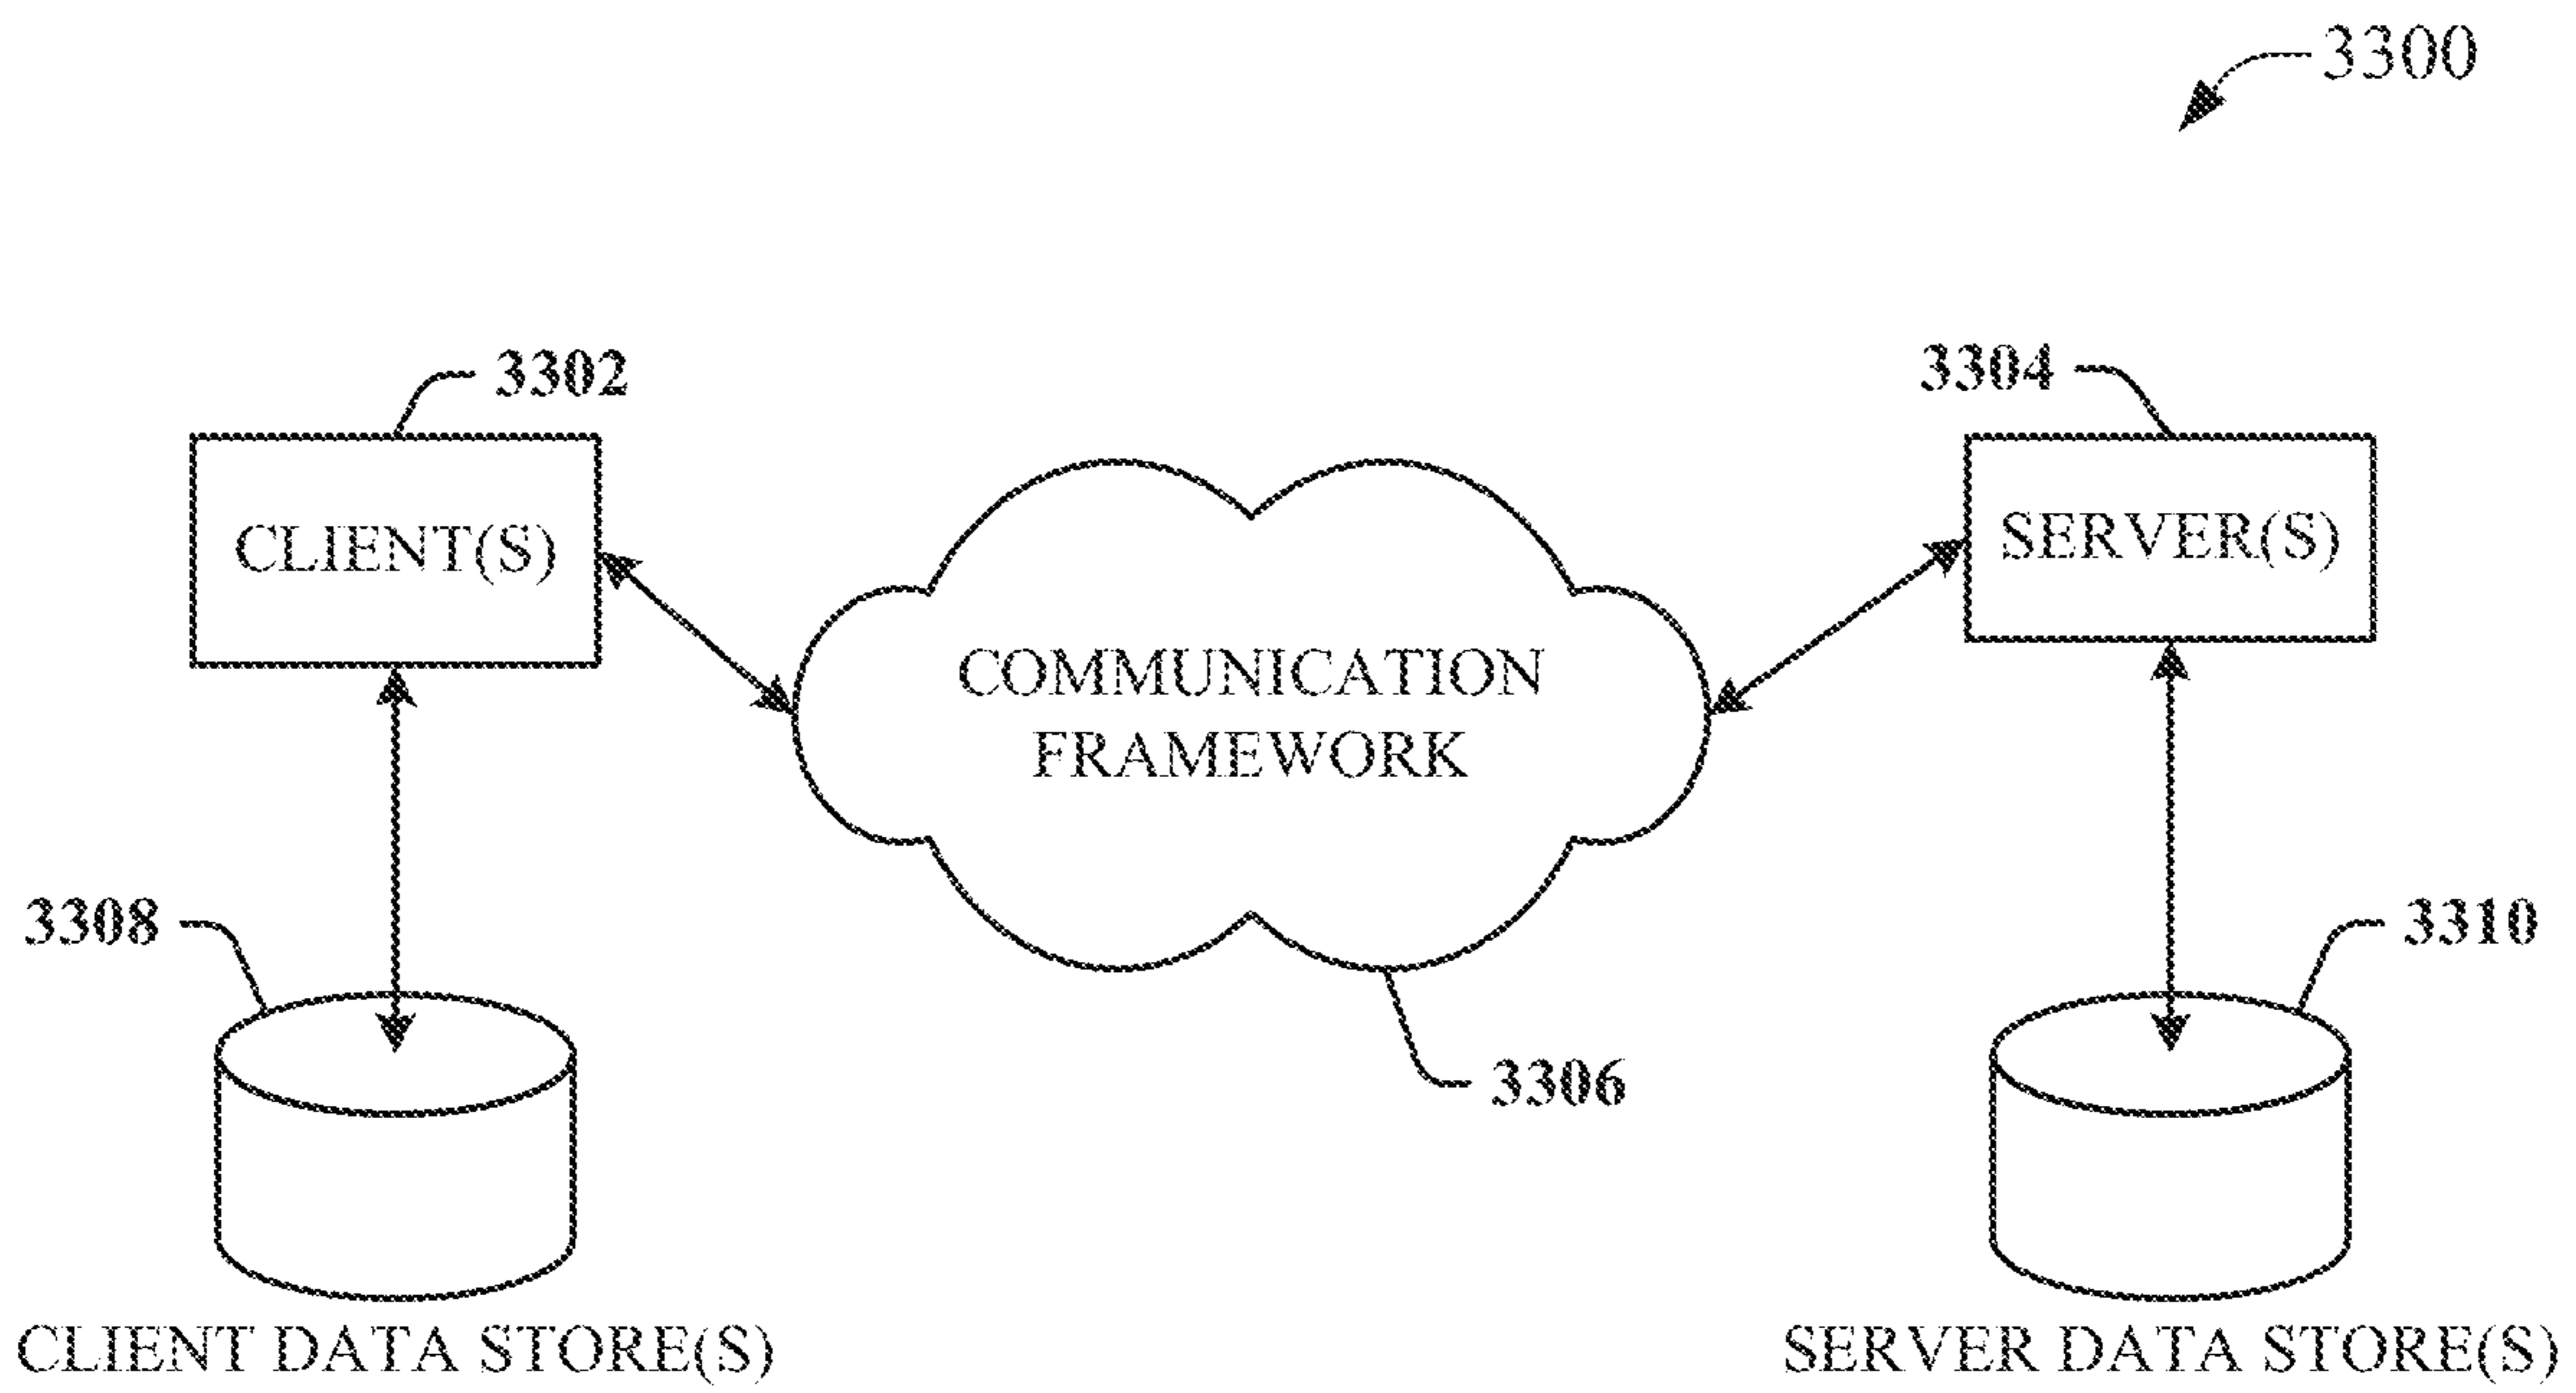 3300
3302
3304
CLIENT(S)
SERVER(S)
COMMUNICATION
FRAMEWORK
3308
3310
3306
CLIENT DATA STORE(S)
SERVER DATA STORE(S)